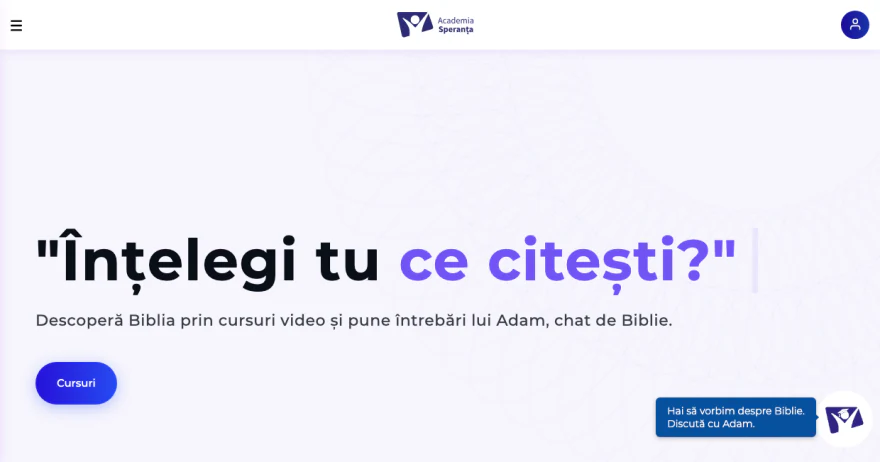 Academia
Speranța
"Înțelegi tu ce citești?"
Descoperă Biblia prin cursuri video și pune întrebări lui Adam, chat de Biblie.
Cursuri
Hai să vorbim despre Biblie.
Discută cu Adam.